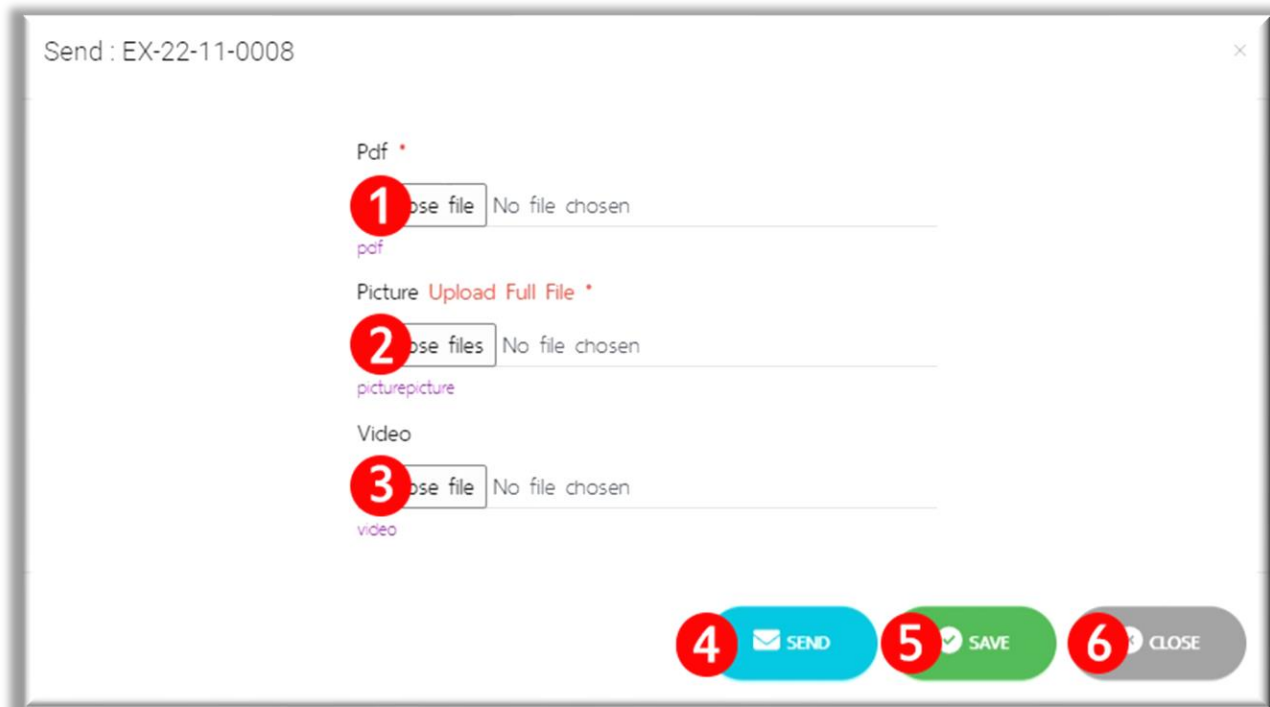 Send : EX-22-11-0008 ×
Pdf *
1 ose file No file chosen
pdf
Picture Upload Full File *
2 ose files No file chosen
picturepicture
Video
3 ose file No file chosen
video
4 SEND 5 SAVE 6 CLOSE